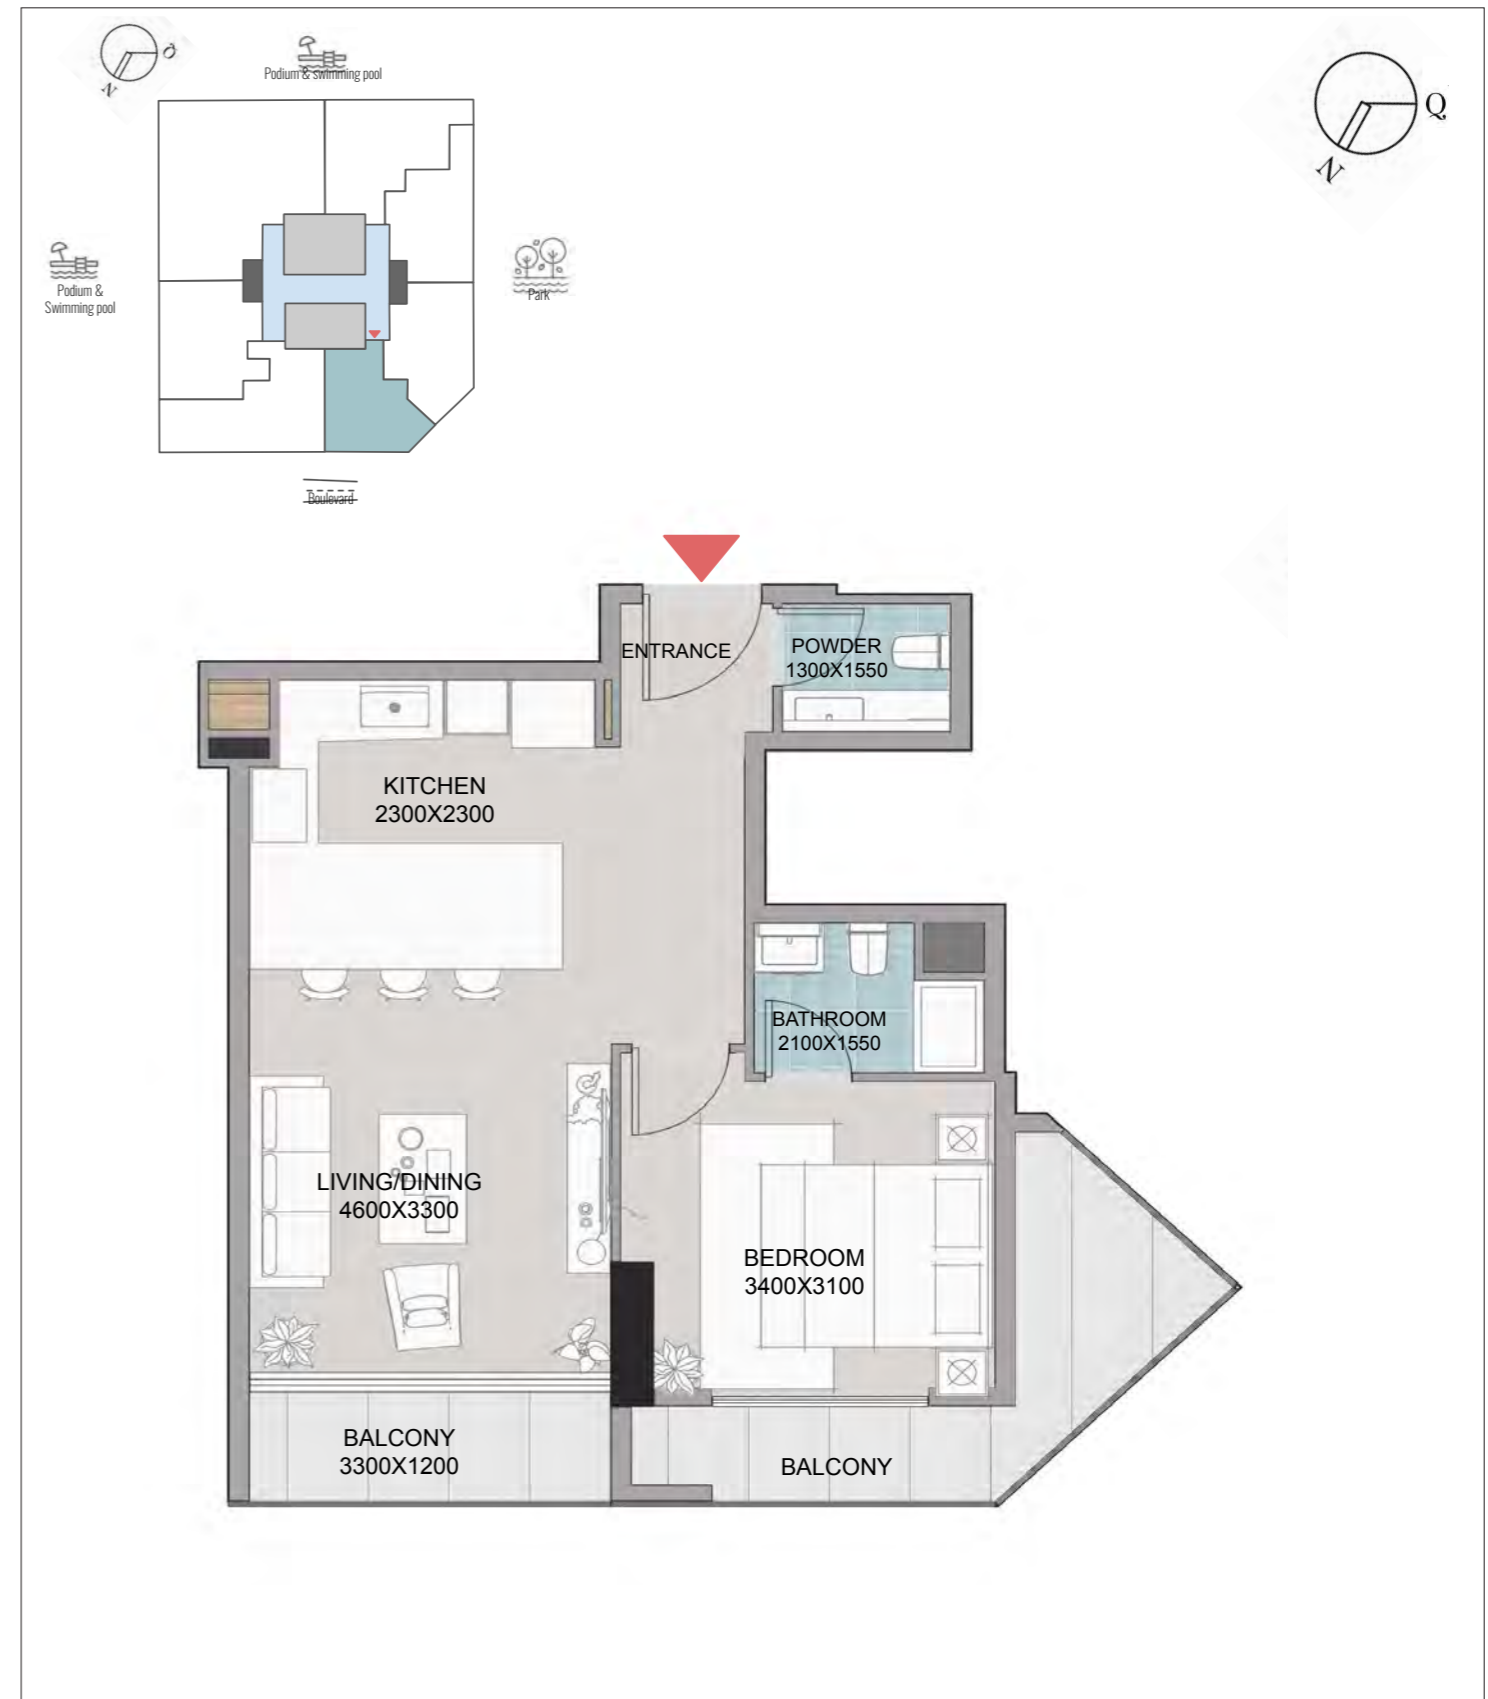 Q
N
Podium & swimming pool
Q
N
Podium &
Swimming pool
Park
Boulevard
ENTRANCE
POWDER
1300X1550
KITCHEN
2300X2300
BATHROOM
2100X1550
LIVING/DINING
4600X3300
BEDROOM
3400X3100
BALCONY
3300X1200
BALCONY